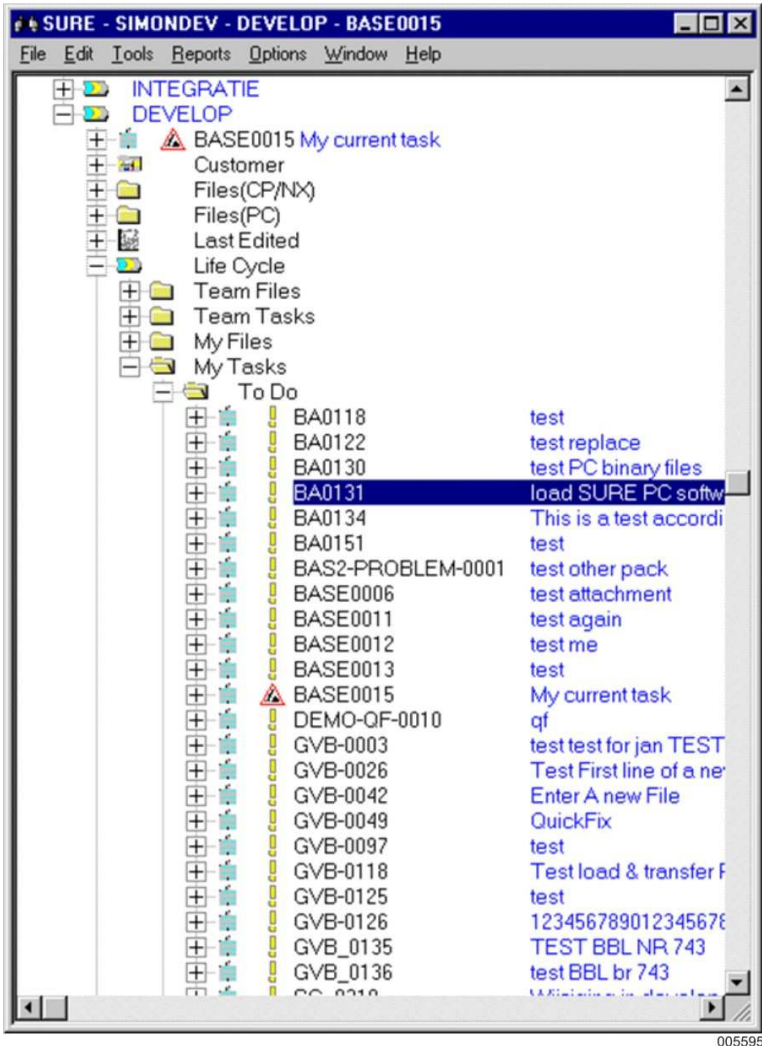 SURE - SIMONDEV - DEVELOP - BASE0015
File Edit Tools Reports Options Window Help
INTEGRATIE
DEVELOP
BASE0015 My current task
Customer
Files(CP/NX)
Files(PC)
Last Edited
Life Cycle
Team Files
Team Tasks
My Files
My Tasks
To Do
BA0118 test
BA0122 test replace
BA0130 test PC binary files
BA0131 load SURE PC softw
BA0134 This is a test accordi
BA0151 test
BAS2-PROBLEM-0001 test other pack
BASE0006 test attachment
BASE0011 test again
BASE0012 test me
BASE0013 test
BASE0015 My current task
DEMO-QF-0010 qf
GVB-0003 test test for jan TEST
GVB-0026 Test First line of a ne
GVB-0042 Enter A new File
GVB-0049 QuickFix
GVB-0097 test
GVB-0118 Test load & transfer
GVB-0125 test
GVB-0126 123456789012345678
GVB_0135 TEST BBL NR 743
GVB_0136 test BBL br 743
005595